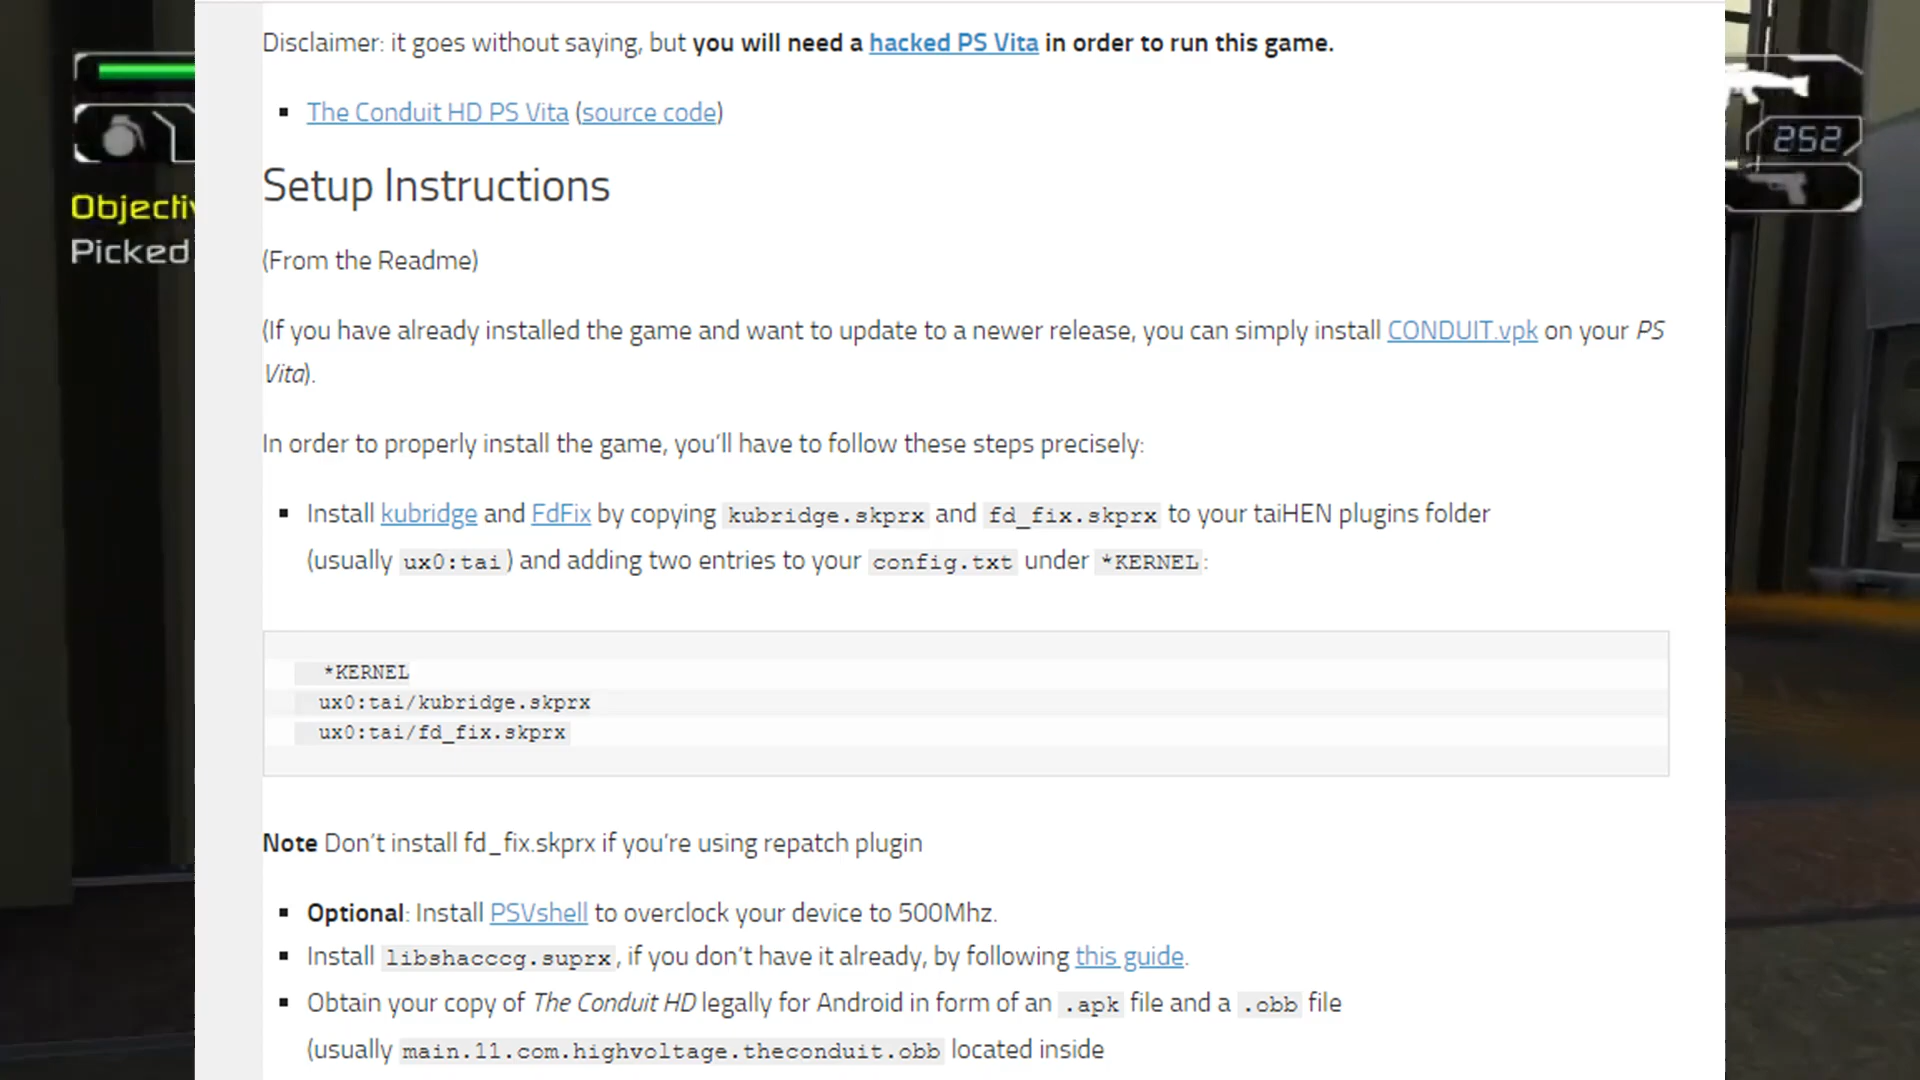 Disclaimer: it goes without saying, but you will need a hacked PS Vita in order to run this game.
The Conduit HD PS Vita (source code)
252
Objectiv
Picked
Setup Instructions
(From the Readme)
(If you have already installed the game and want to update to a newer release, you can simply install CONDUIT.vpk on your PS
Vita).
In order to properly install the game, you'll have to follow these steps precisely:
Install kubridge and FdFix by copying kubridge.skprx and fd_fix.skprx to your taiHEN plugins folder
(usually ux0:tai) and adding two entries to your config.txt under *KERNEL:
*KERNEL
ux0:tai/kubridge.skprx
ux0:tai/fd_fix.skprx
Note Don't install fd_fix.skprx if you're using repatch plugin
Optional: Install PSVshell to overclock your device to 500Mhz.
Install libshacccg.suprx, if you don't have it already, by following this guide.
Obtain your copy of The Conduit HD legally for Android in form of an .apk file and a .obb file
(usually main.11.com.highvoltage.theconduit.obb located inside